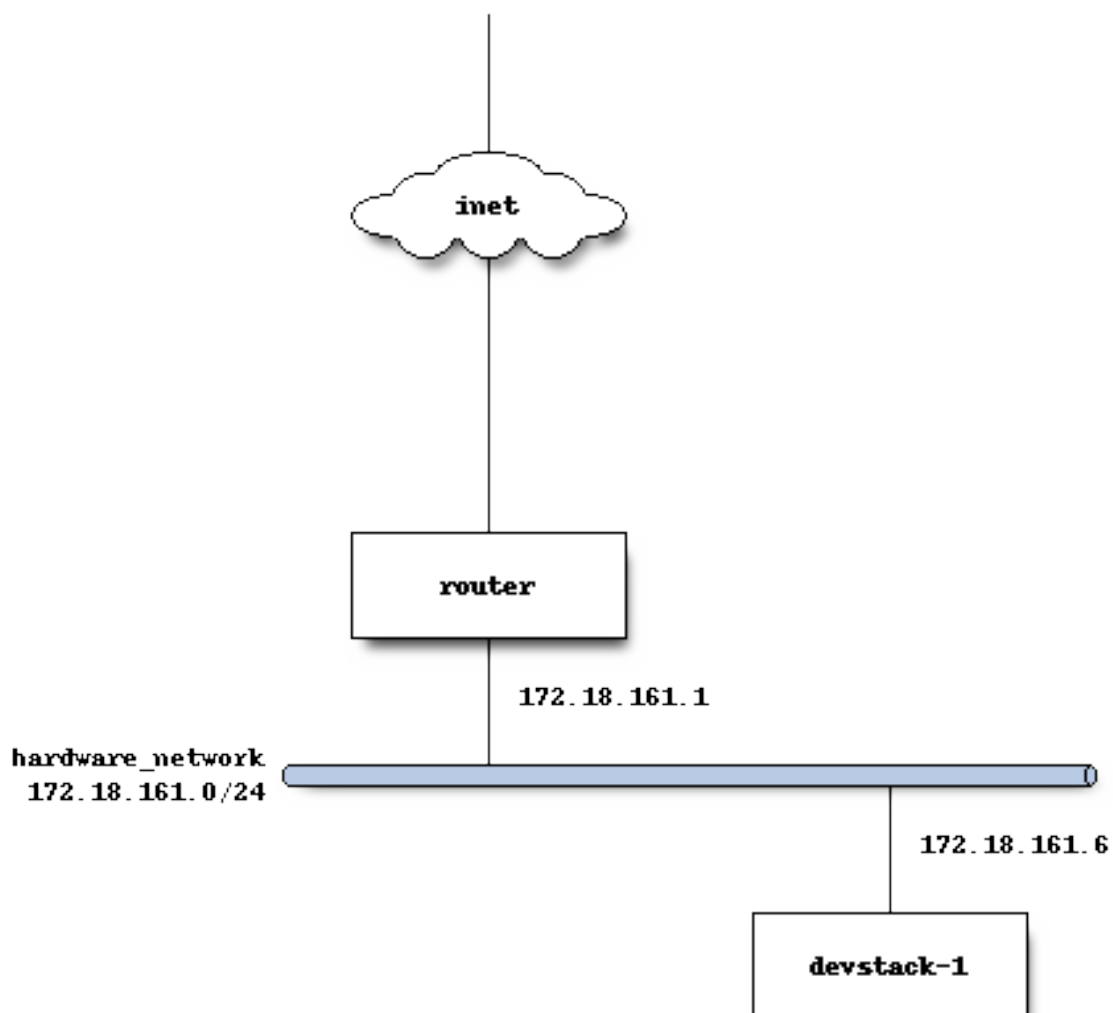 inet
router
172.18.161.1
hardware_network
172.18.161.0/24
172.18.161.6
devstack-1